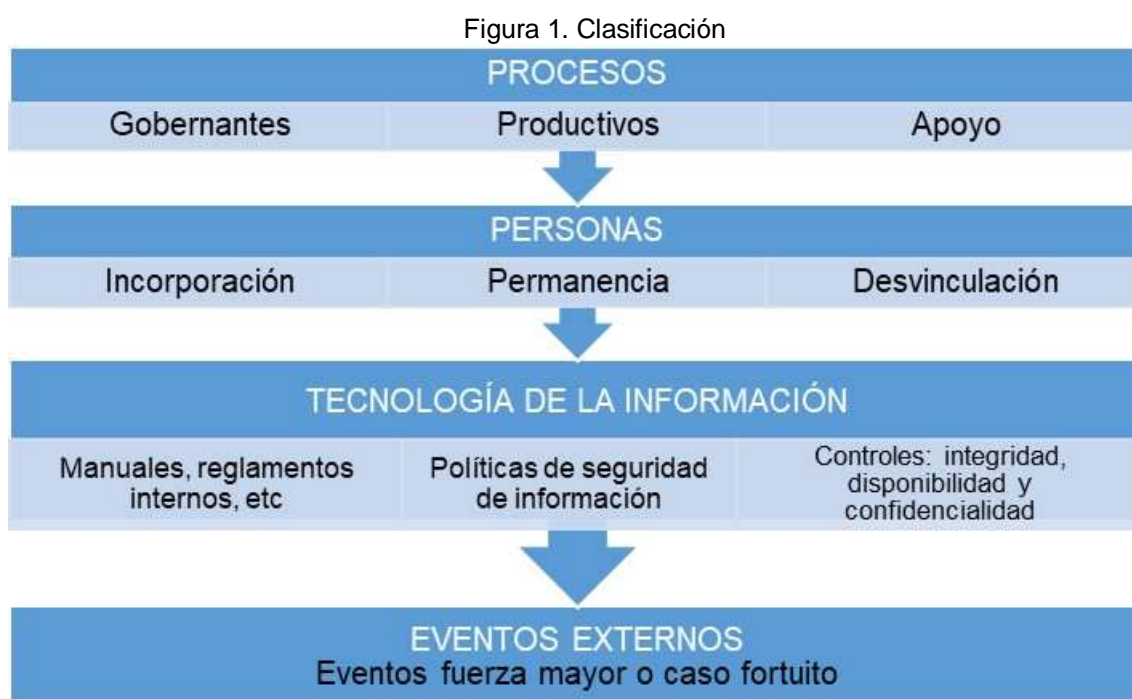 Figura 1. Clasificación
PROCESOS
Gobernantes
Productivos
Apoyo
PERSONAS
Incorporación
Permanencia
Desvinculación
TECNOLOGÍA DE LA INFORMACIÓN
Manuales, reglamentos
internos, etc
Políticas de seguridad
de información
Controles: integridad,
disponibilidad y
confidencialidad
EVENTOS EXTERNOS
Eventos fuerza mayor o caso fortuito